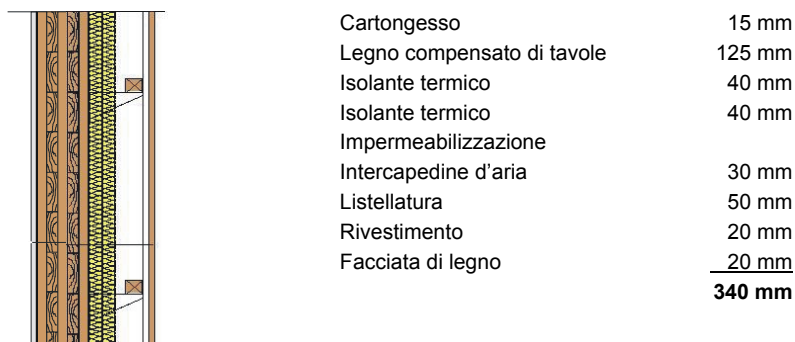 Cartongesso 15 mm
Legno compensato di tavole 125 mm
Isolante termico 40 mm
Isolante termico 40 mm
Impermeabilizzazione
Intercapedine d’aria 30 mm
Listellatura 50 mm
Rivestimento 20 mm
Facciata di legno 20 mm
340 mm